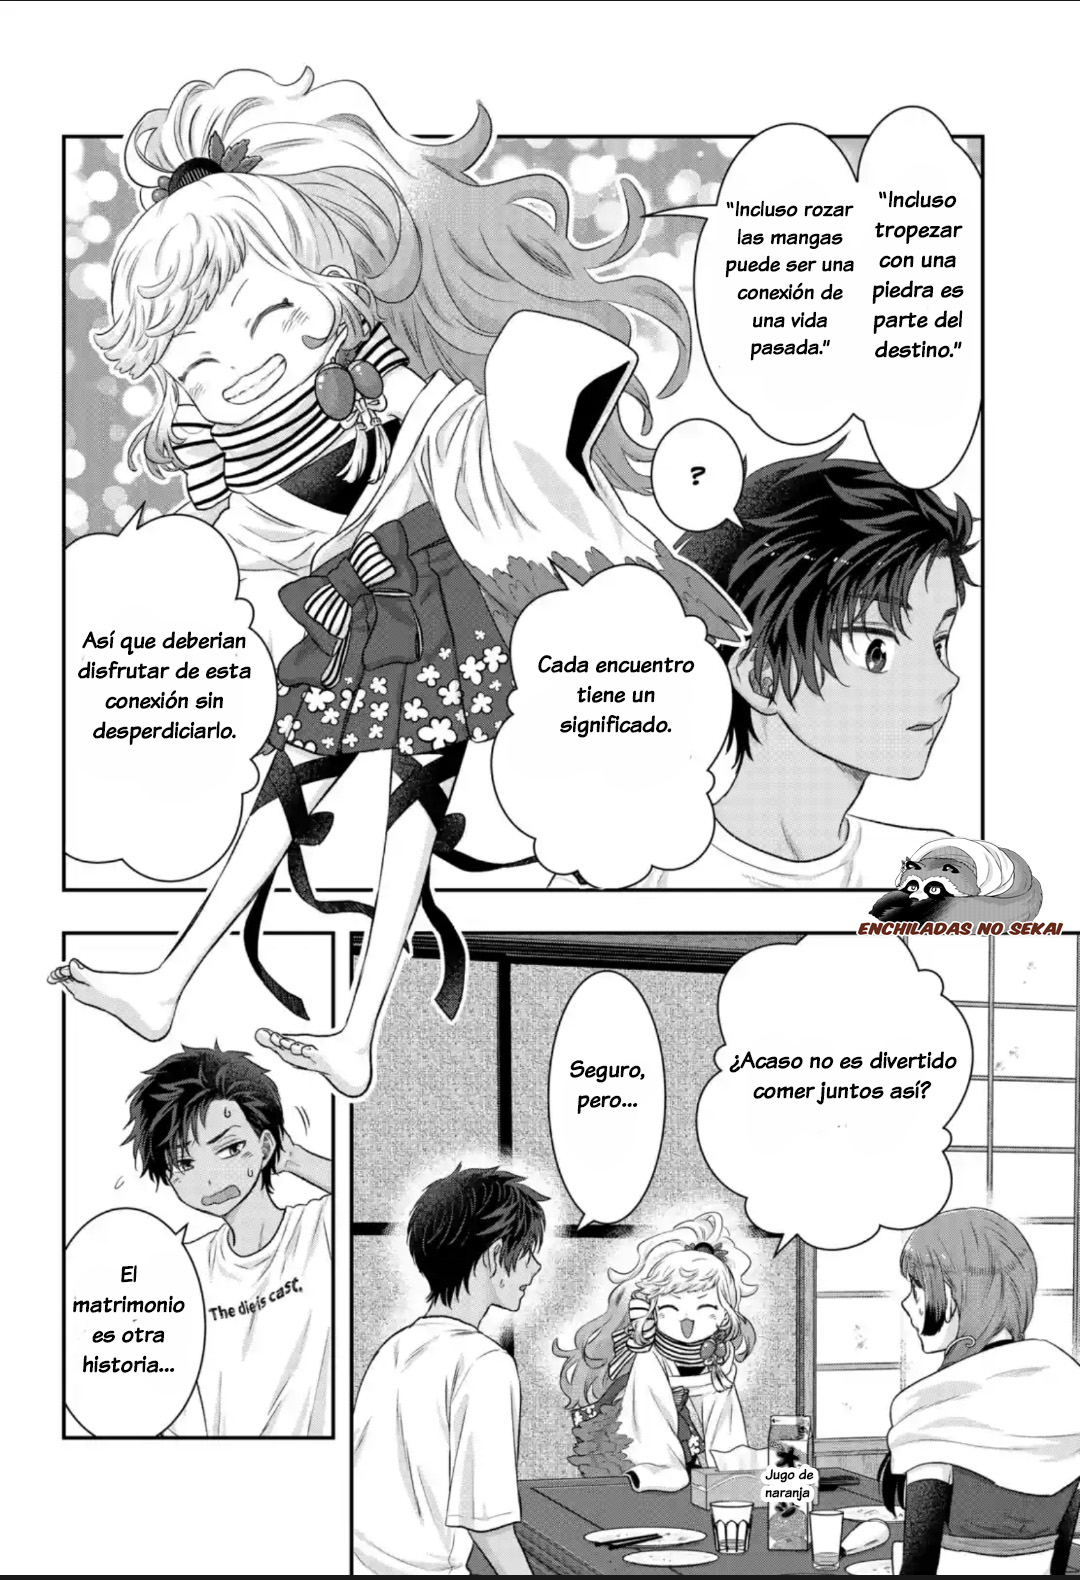 “Incluso
tropezar
con una
piedra es
parte del
destino.”
“Incluso rozar
las mangas
puede ser una
conexión de
una vida
pasada.”
?
Cada encuentro
tiene un
significado.
Así que deberian
disfrutar de esta
conexión sin
desperdiciarlo.
ENCHILADAS NO SEKAI
¿Acaso no es divertido
comer juntos así?
Seguro,
pero...
Jugo de
naranja
El
matrimonio
es otra
historia...
The die is cast.